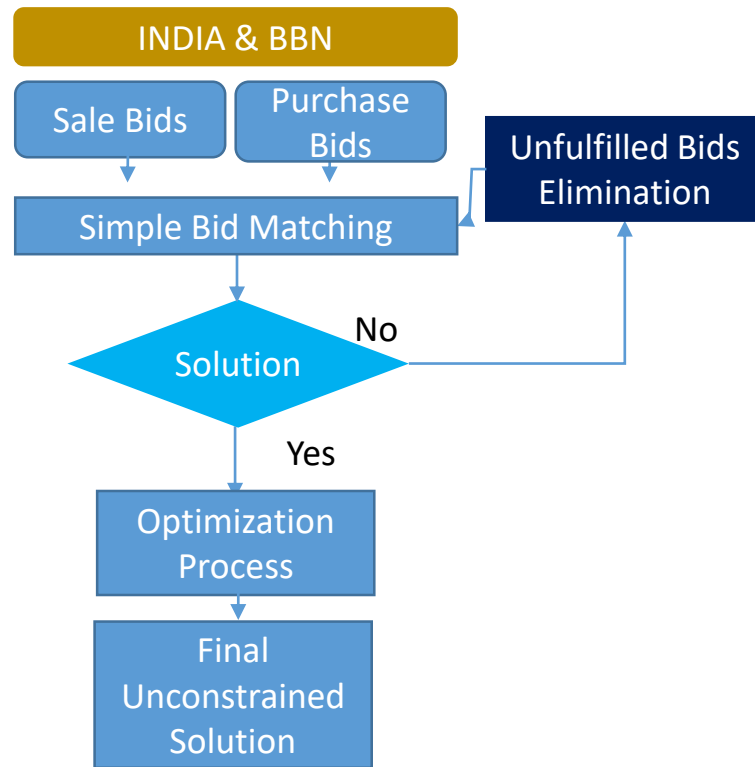 INDIA & BBN
Sale Bids
Purchase
Bids
Unfulfilled Bids
Elimination
Simple Bid Matching
No
Solution
Yes
Optimization
Process
Final
Unconstrained
Solution